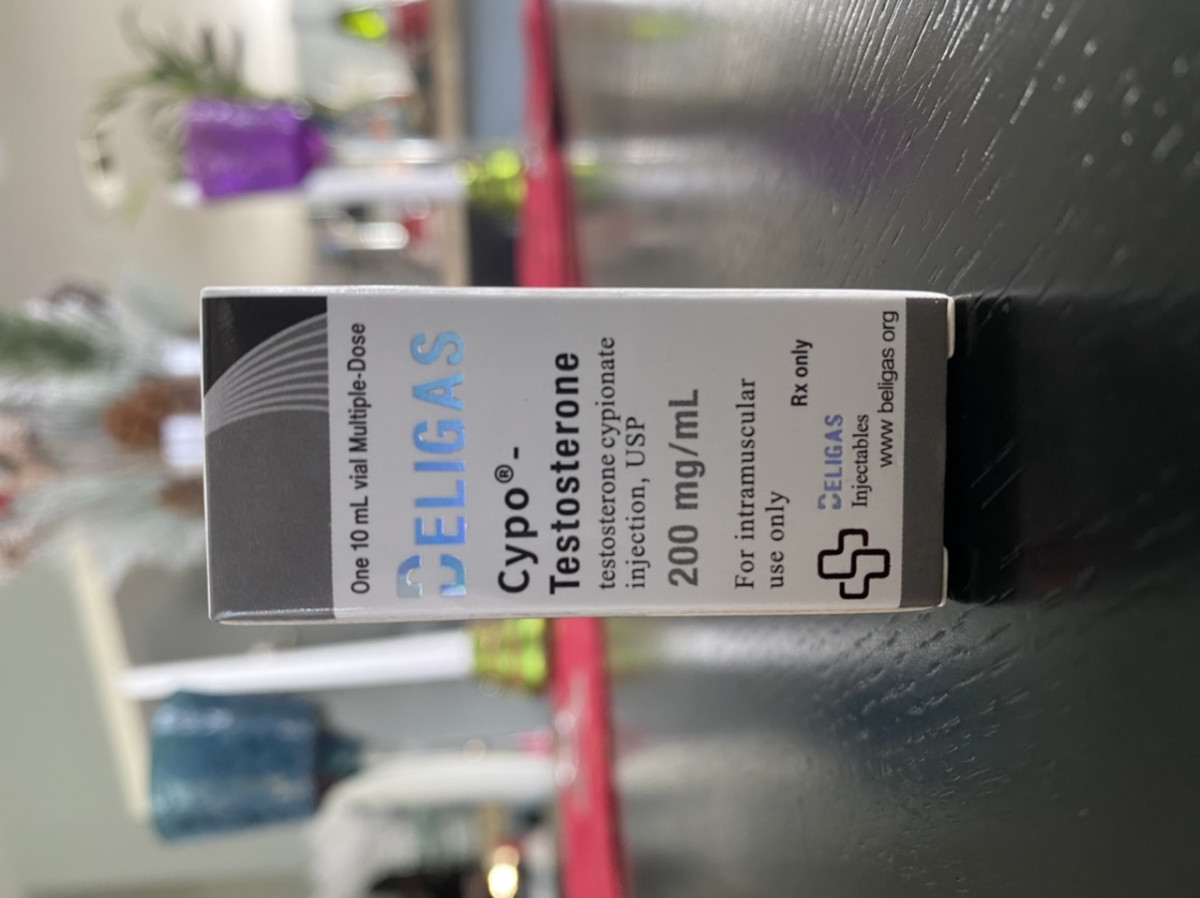 One 10 mL vial Multiple-Dose
BELIGAS
Cypo®-
Testosterone
testosterone cypionate
injection, USP
200 mg/mL
For intramuscular
use only
Rx only
BELIGAS
Injectables
www beligas org